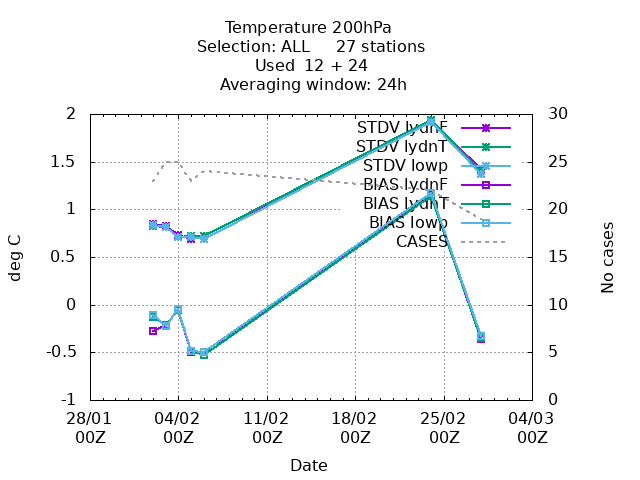 Temperature 200hPa
Selection: ALL     27 stations
Used  12 + 24
Averaging window: 24h
2
1.5
1
0.5
0
-0.5
-1
deg C
30
25
20
15
10
5
0
No cases
STDV lydnF
STDV lydnT
STDV lowp
BIAS lydnF
BIAS lydnT
BIAS lowp
CASES
28/01 04/02 11/02 18/02 25/02 04/03
00Z 00Z 00Z 00Z 00Z 00Z
Date